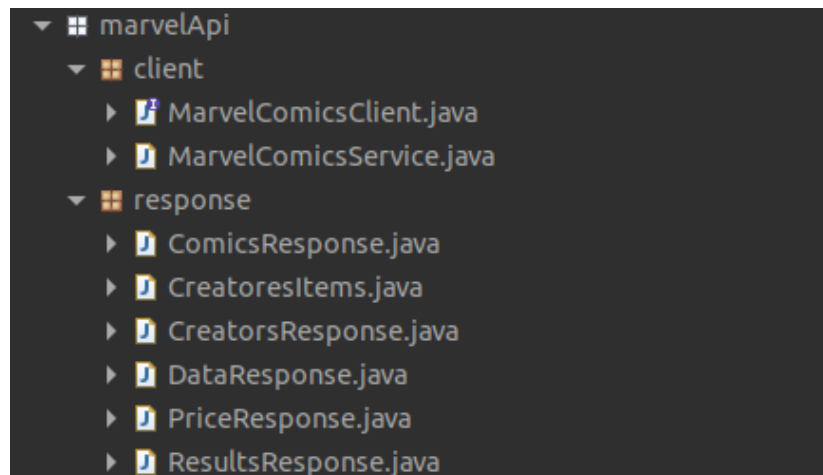 marvelApi
client
MarvelComicsClient.java
MarvelComicsService.java
response
ComicsResponse.java
CreatoresItems.java
CreatorsResponse.java
DataResponse.java
PriceResponse.java
ResultsResponse.java